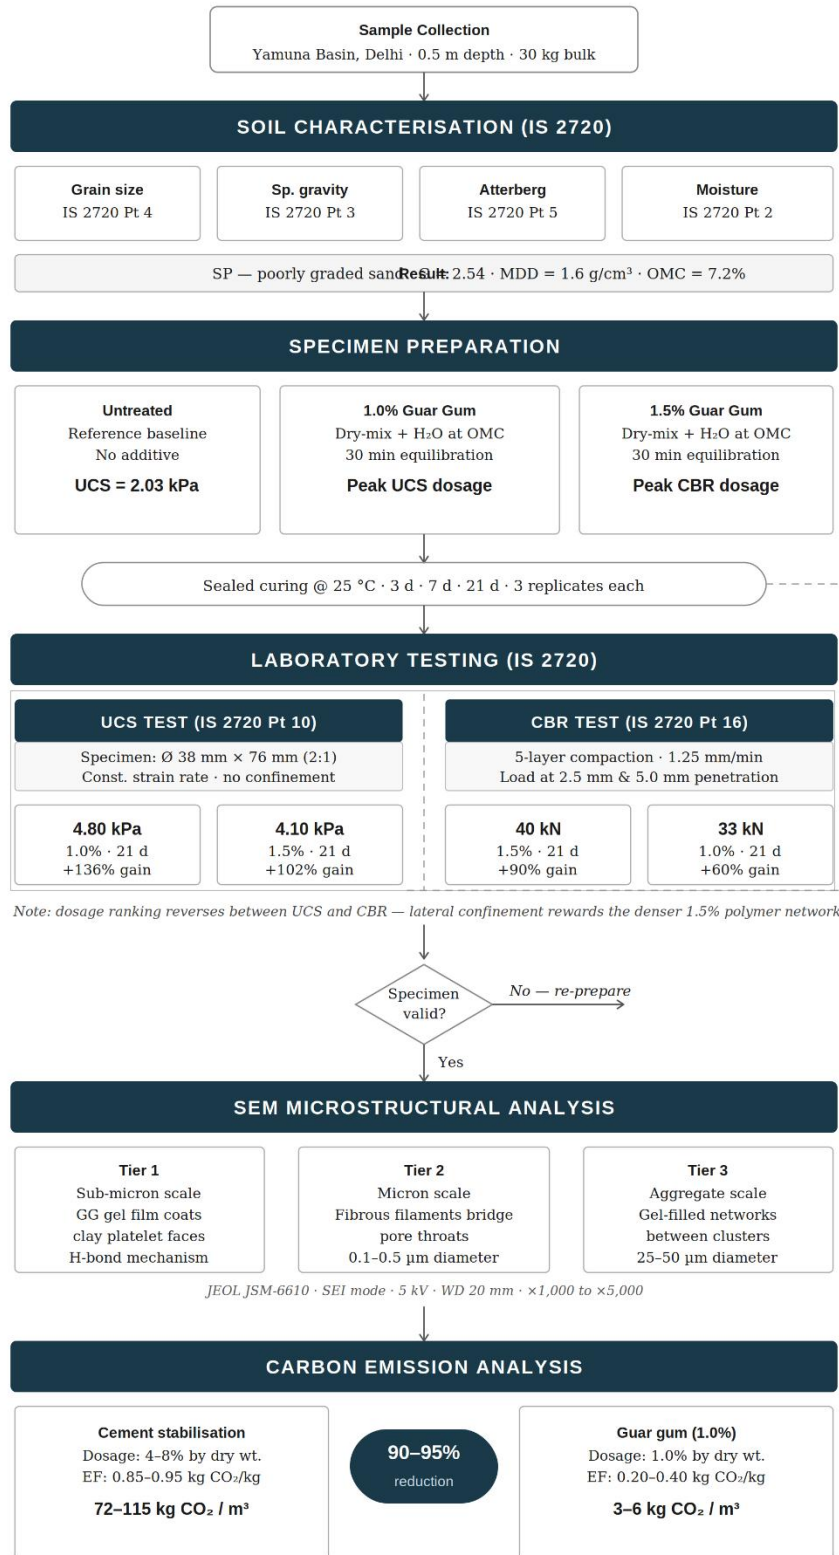 Sample Collection
Yamuna Basin, Delhi · 0.5 m depth · 30 kg bulk
SOIL CHARACTERISATION (IS 2720)
Grain size
IS 2720 Pt 4
Sp. gravity
IS 2720 Pt 3
Atterberg
IS 2720 Pt 5
Moisture
IS 2720 Pt 2
SP — poorly graded sand · Result: 2.54 · MDD = 1.6 g/cm³ · OMC = 7.2%
SPECIMEN PREPARATION
Untreated
Reference baseline
No additive
UCS = 2.03 kPa
1.0% Guar Gum
Dry-mix + H₂O at OMC
30 min equilibration
Peak UCS dosage
1.5% Guar Gum
Dry-mix + H₂O at OMC
30 min equilibration
Peak CBR dosage
Sealed curing @ 25 °C · 3 d · 7 d · 21 d · 3 replicates each
LABORATORY TESTING (IS 2720)
UCS TEST (IS 2720 Pt 10)
Specimen: Ø 38 mm × 76 mm (2:1)
Const. strain rate · no confinement
4.80 kPa
1.0% · 21 d
+136% gain
4.10 kPa
1.5% · 21 d
+102% gain
CBR TEST (IS 2720 Pt 16)
5-layer compaction · 1.25 mm/min
Load at 2.5 mm & 5.0 mm penetration
40 kN
1.5% · 21 d
+90% gain
33 kN
1.0% · 21 d
+60% gain
Note: dosage ranking reverses between UCS and CBR — lateral confinement rewards the denser 1.5% polymer network
Specimen
valid?
No — re-prepare
Yes
SEM MICROSTRUCTURAL ANALYSIS
Tier 1
Sub-micron scale
GG gel film coats
clay platelet faces
H-bond mechanism
Tier 2
Micron scale
Fibrous filaments bridge
pore throats
0.1–0.5 µm diameter
Tier 3
Aggregate scale
Gel-filled networks
between clusters
25–50 µm diameter
JEOL JSM-6610 · SEI mode · 5 kV · WD 20 mm · ×1,000 to ×5,000
CARBON EMISSION ANALYSIS
Cement stabilisation
Dosage: 4–8% by dry wt.
EF: 0.85–0.95 kg CO₂/kg
72–115 kg CO₂ / m³
90–95%
reduction
Guar gum (1.0%)
Dosage: 1.0% by dry wt.
EF: 0.20–0.40 kg CO₂/kg
3–6 kg CO₂ / m³